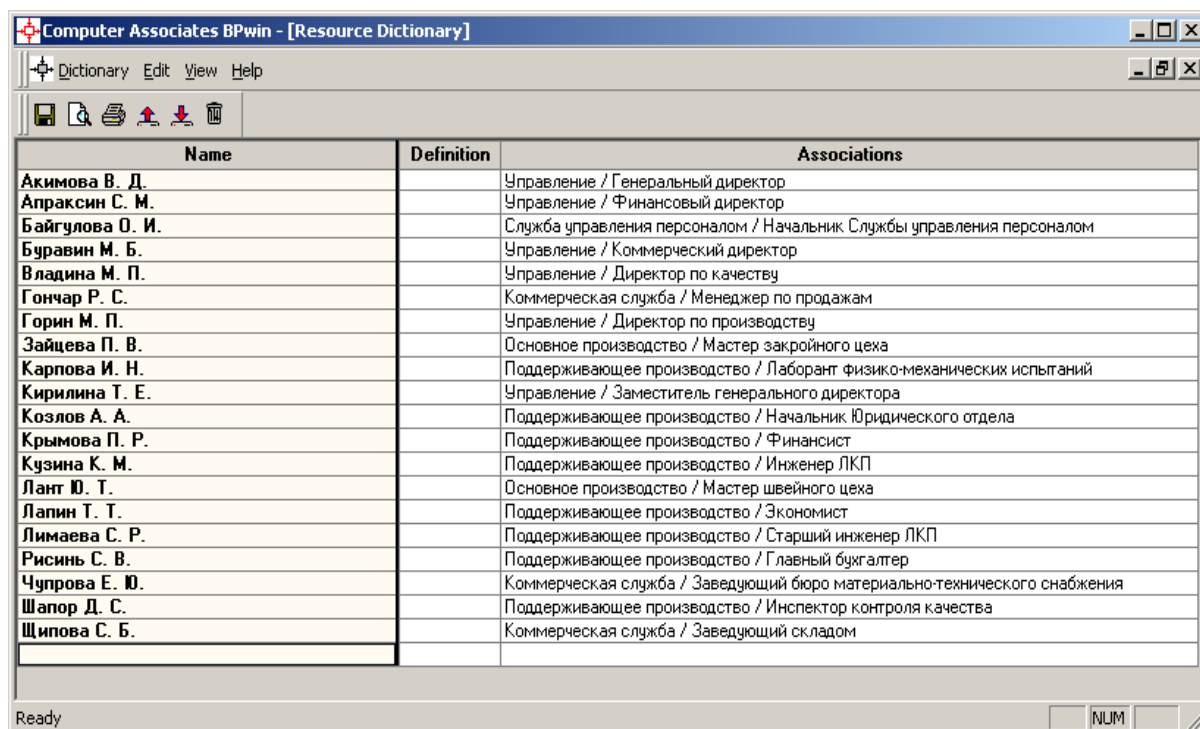 Computer Associates BPwin - [Resource Dictionary]
Dictionary Edit View Help
Name Definition Associations
Акимова В. Д. Управление / Генеральный директор
Апраксин С. М. Управление / Финансовый директор
Байгулова О. И. Служба управления персоналом / Начальник Службы управления персоналом
Буравин М. Б. Управление / Коммерческий директор
Владина М. П. Управление / Директор по качеству
Гончар Р. С. Коммерческая служба / Менеджер по продажам
Горин М. П. Управление / Директор по производству
Зайцева П. В. Основное производство / Мастер закройного цеха
Карпова И. Н. Поддерживающее производство / Лаборант физико-механических испытаний
Кирилина Т. Е. Управление / Заместитель генерального директора
Козлов А. А. Поддерживающее производство / Начальник Юридического отдела
Крымова П. Р. Поддерживающее производство / Финансист
Кузина К. М. Поддерживающее производство / Инженер ЛКП
Лант Ю. Т. Основное производство / Мастер швейного цеха
Лапин Т. Т. Поддерживающее производство / Экономист
Лимаева С. Р. Поддерживающее производство / Старший инженер ЛКП
Рисинь С. В. Поддерживающее производство / Главный бухгалтер
Чупрова Е. Ю. Коммерческая служба / Заведующий бюро материально-технического снабжения
Шапор Д. С. Поддерживающее производство / Инспектор контроля качества
Щипова С. Б. Коммерческая служба / Заведующий складом
Ready NUM